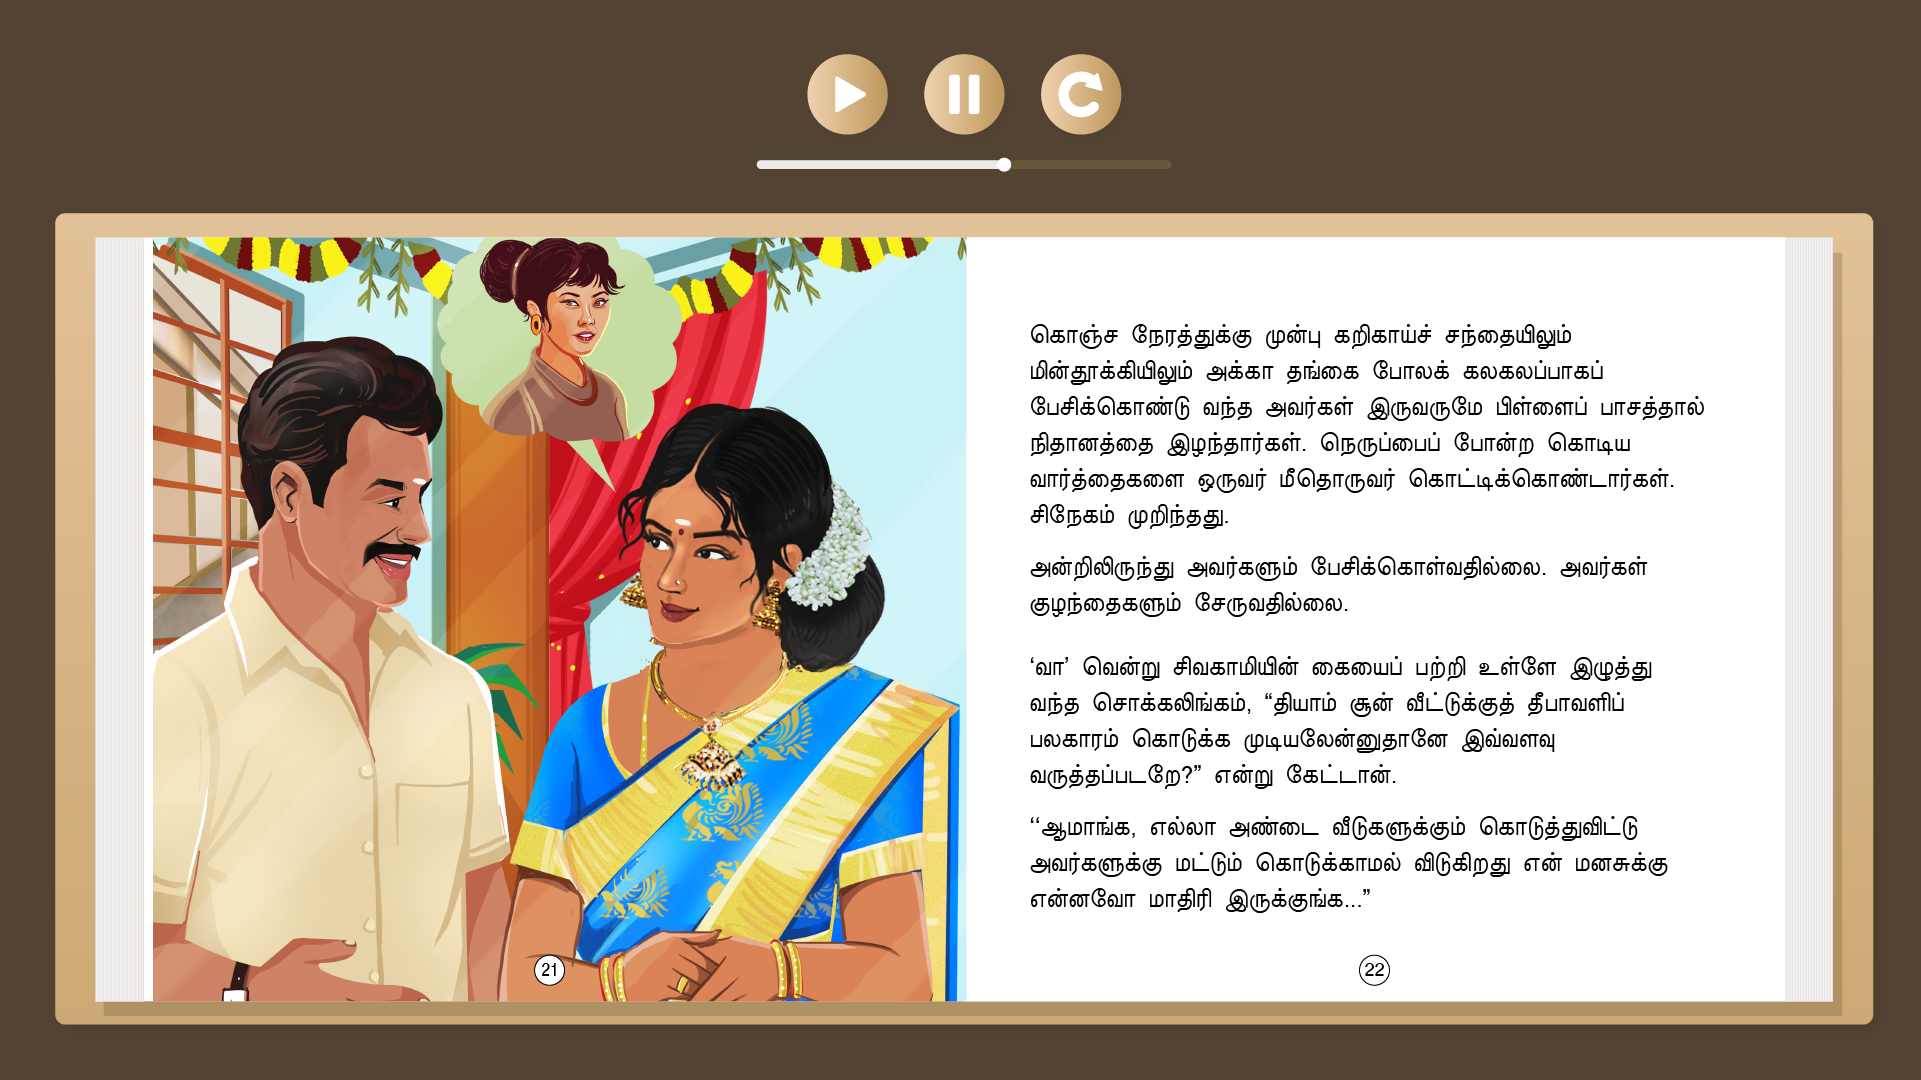 கொஞ்ச நேரத்துக்கு முன்பு கறிகாய்ச் சந்தையிலும்
மின்தூக்கியிலும் அக்கா தங்கை போலக் கலகலப்பாகப்
பேசிக்கொண்டு வந்த அவர்கள் இருவருமே பிள்ளைப் பாசத்தால்
நிதானத்தை இழந்தார்கள். நெருப்பைப் போன்ற கொடிய
வார்த்தைகளை ஒருவர் மீதொருவர் கொட்டிக்கொண்டார்கள்.
சிநேகம் முறிந்தது.
அன்றிலிருந்து அவர்களும் பேசிக்கொள்வதில்லை. அவர்கள்
குழந்தைகளும் சேருவதில்லை.
‘வா’ வென்று சிவகாமியின் கையைப் பற்றி உள்ளே இழுத்து
வந்த சொக்கலிங்கம், “தியாம் சூன் வீட்டுக்குத் தீபாவளிப்
பலகாரம் கொடுக்க முடியலேன்னுதானே இவ்வளவு
வருத்தப்படறே?” என்று கேட்டான்.
‘‘ஆமாங்க, எல்லா அண்டை வீடுகளுக்கும் கொடுத்துவிட்டு
அவர்களுக்கு மட்டும் கொடுக்காமல் விடுகிறது என் மனசுக்கு
என்னவோ மாதிரி இருக்குங்க...”
21
22